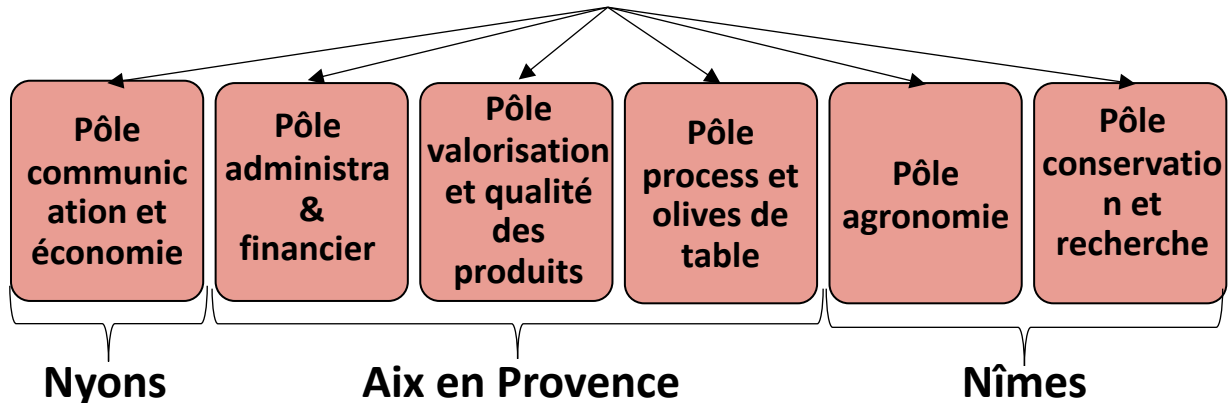 Pôle
communic
ation et
économie
Pôle
administra
&
financier
Pôle
valorisation
et qualité
des
produits
Pôle
process et
olives de
table
Pôle
agronomie
Pôle
conservatio
n et
recherche
Nyons
Aix en Provence
Nîmes